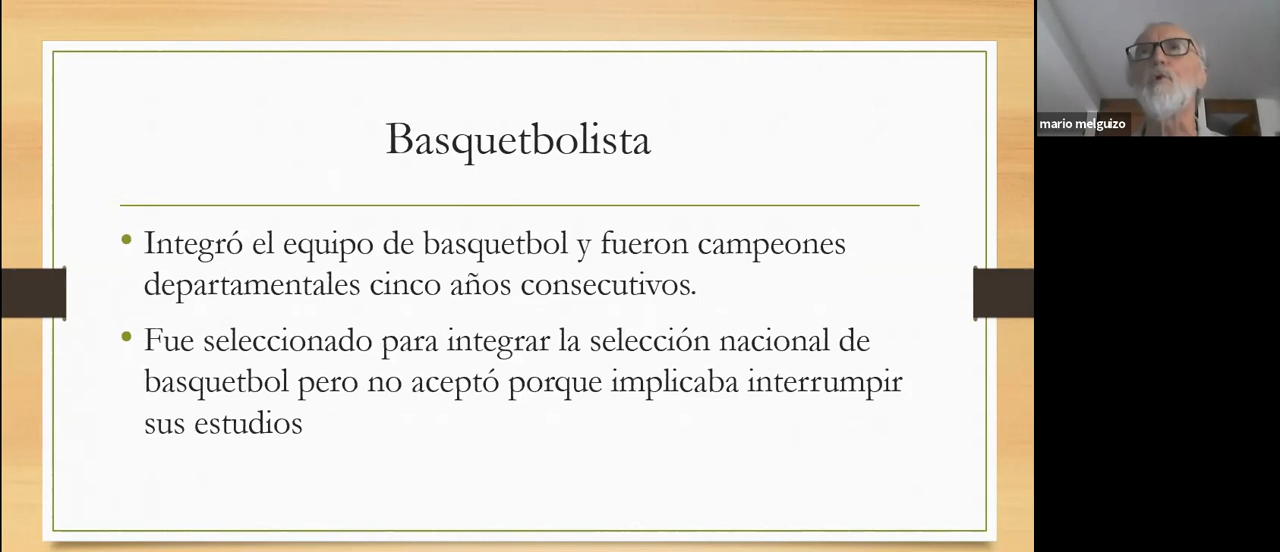 Basquetbolista
• Integró el equipo de basquetbol y fueron campeones
departamentales cinco años consecutivos.
• Fue seleccionado para integrar la selección nacional de
basquetbol pero no aceptó porque implicaba interrumpir
sus estudios
mario melguizo